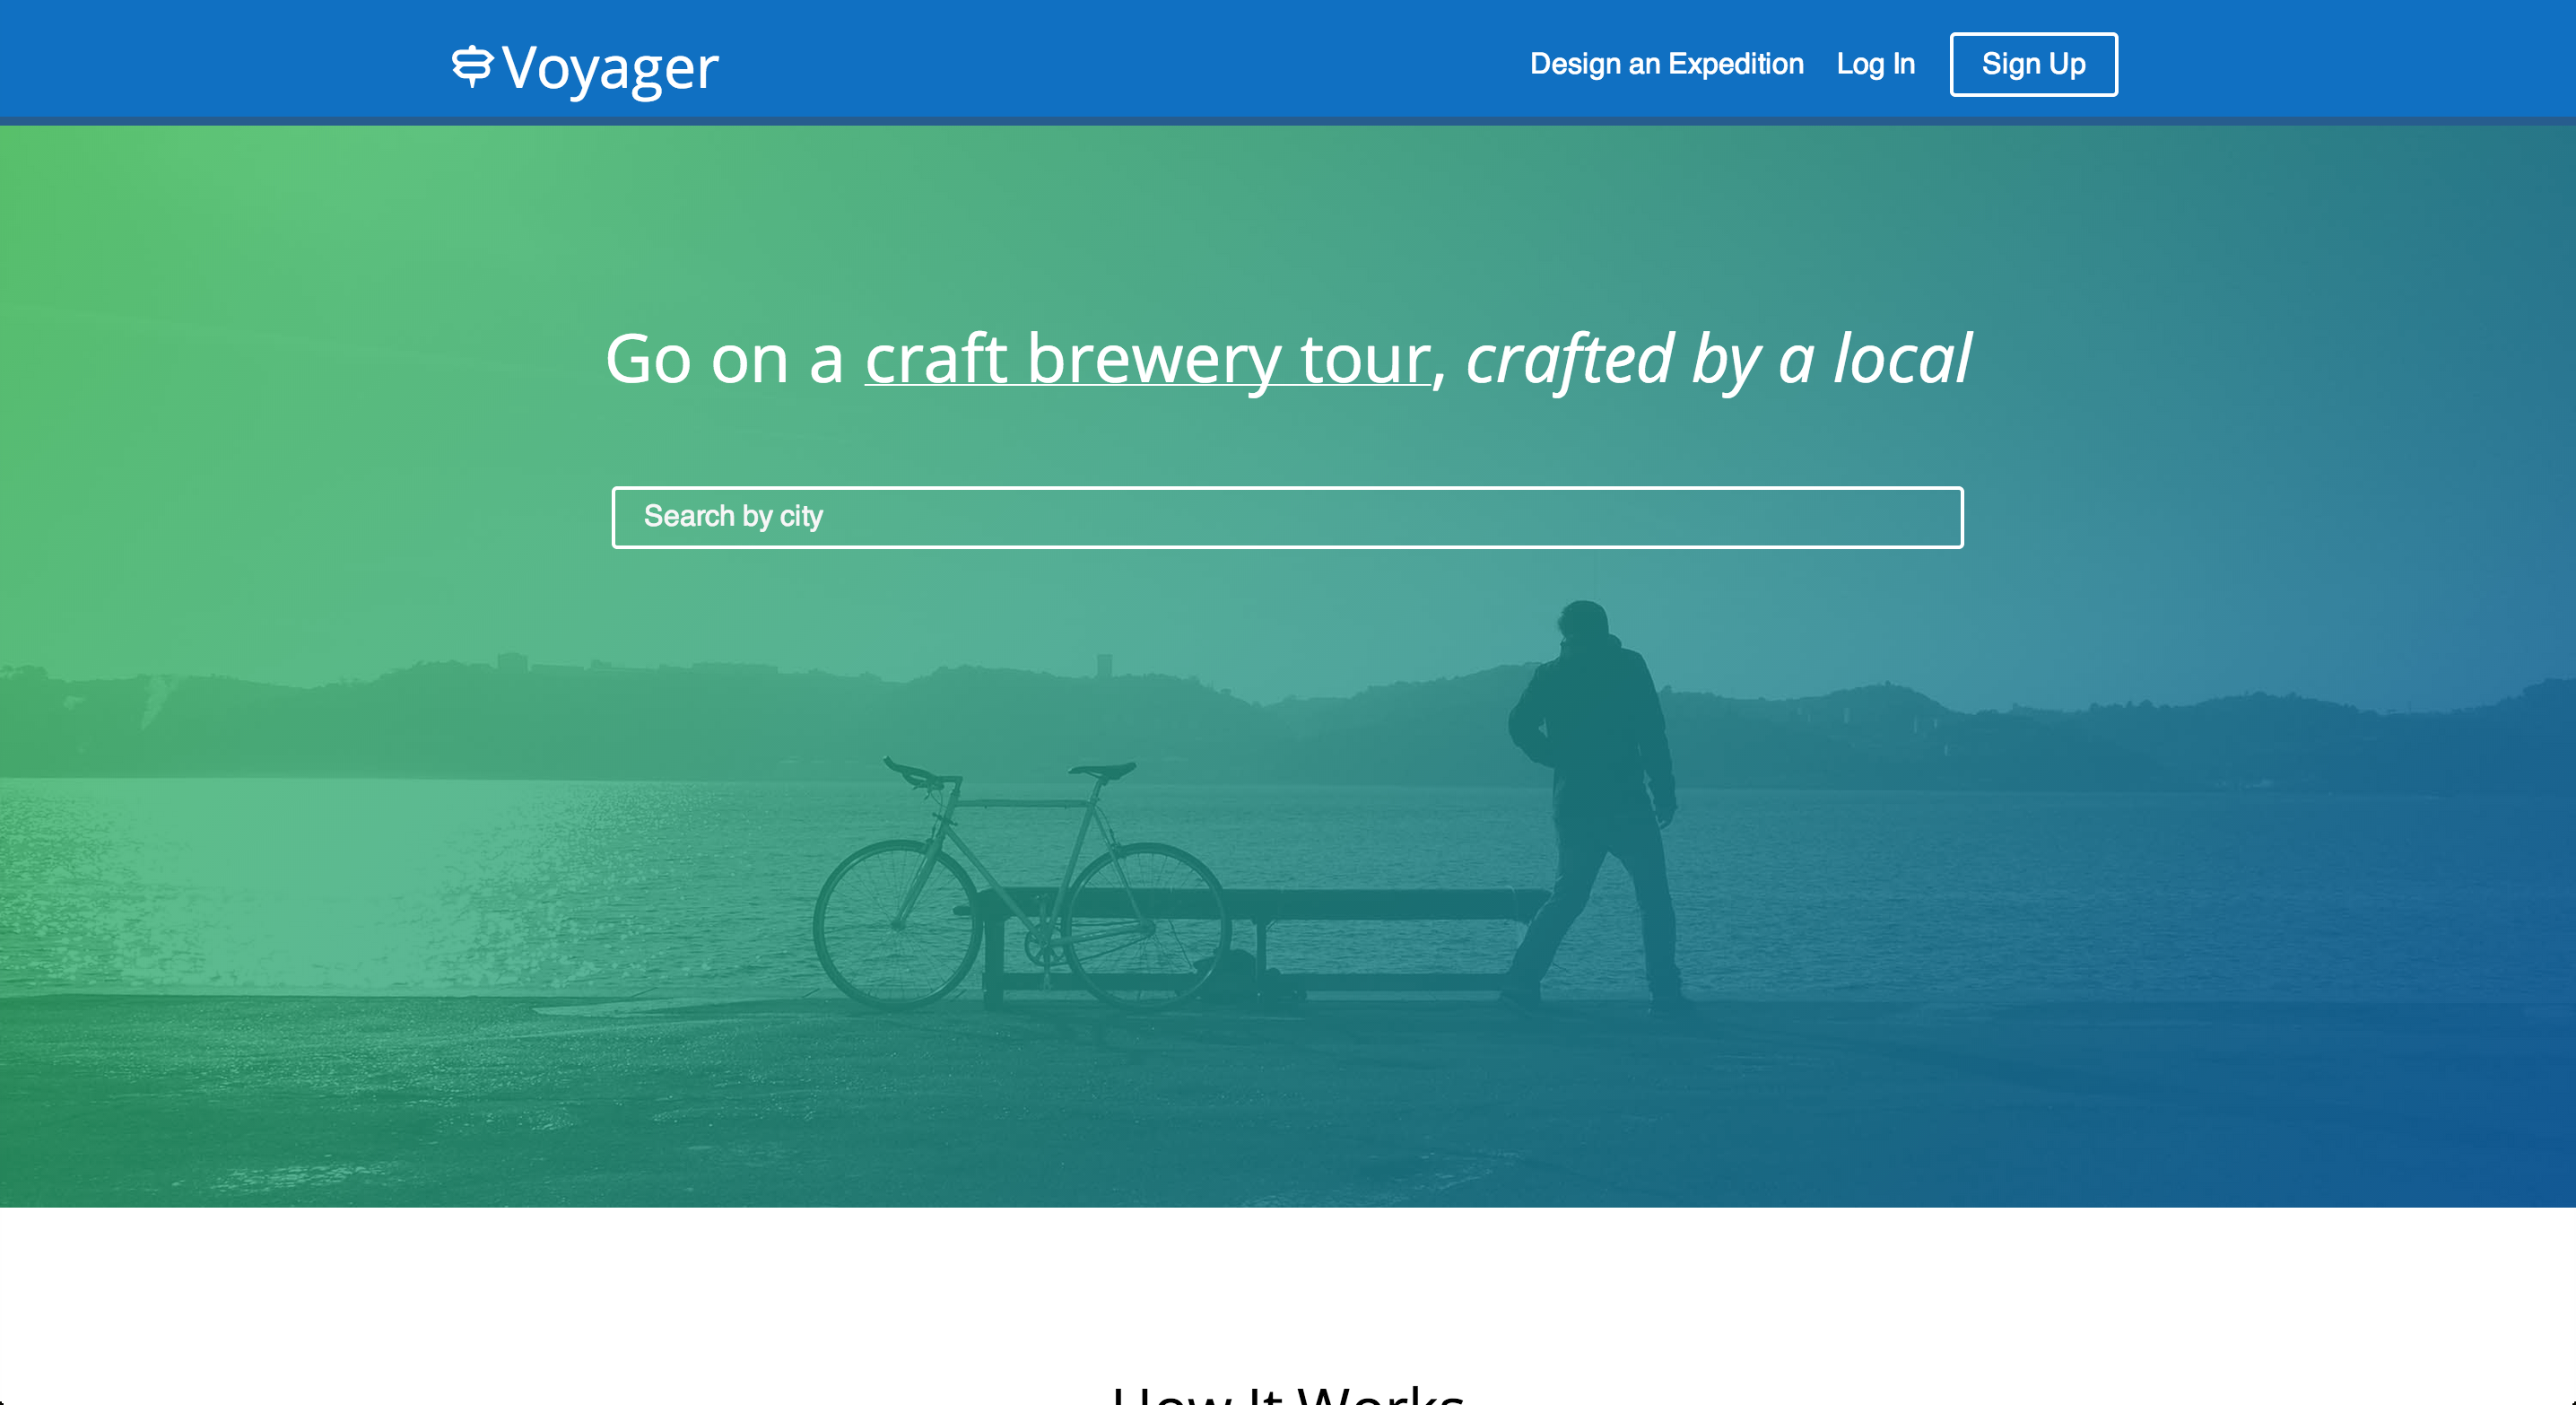 Voyager
Design an Expedition
Log In
Sign Up
Go on a craft brewery tour, crafted by a local
Search by city
How It Works